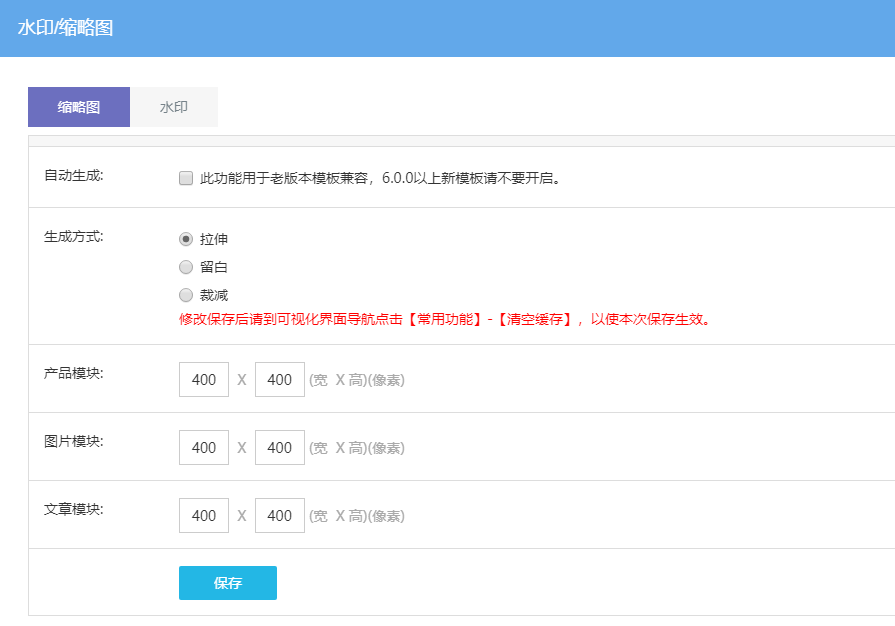 水印/缩略图
缩略图 水印
自动生成: 此功能用于老版本模板兼容，6.0.0以上新模板请不要开启。
生成方式: 拉伸
留白
裁减
修改保存后请到可视化界面导航点击【常用功能】-【清空缓存】，以使本次保存生效。
产品模块: 400 X 400 (宽 X 高)(像素)
图片模块: 400 X 400 (宽 X 高)(像素)
文章模块: 400 X 400 (宽 X 高)(像素)
保存